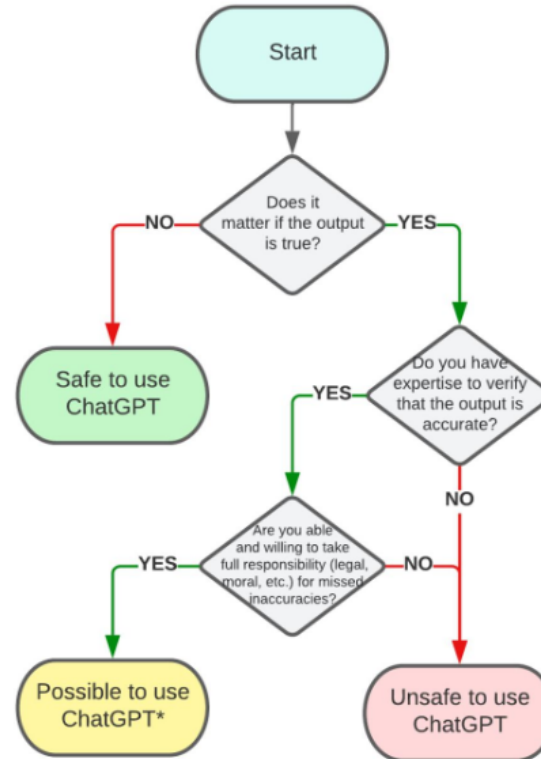 Start
Does it
matter if the output
is true?
NO
YES
Safe to use
ChatGPT
Do you have
expertise to verify
that the output is
accurate?
YES
NO
Are you able
and willing to take
full responsibility (legal,
moral, etc.) for missed
inaccuracies?
YES
NO
Possible to use
ChatGPT*
Unsafe to use
ChatGPT